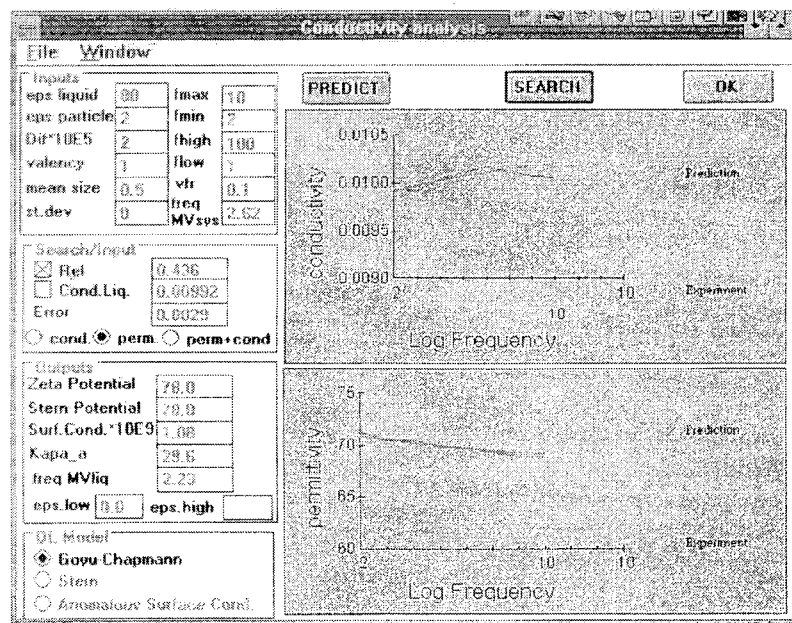 Conductivity analysis
File Window
Inputs
eps liquid 80 fmax 10
eps particle 2 fmin 2
Dif*10E5 2 fhigh 100
valency 1 flow 1
mean size 0.5 vfr 0.1
st.dev 0 freq MVsys 2.62
PREDICT SEARCH OK
Search/Input
Rel 0.436
Cond.Liq. 0.00992
Error 0.0029
cond. perm. perm+cond
Outputs
Zeta Potential 78.0
Stern Potential 78.0
Surf.Cond.*10E9 1.08
Kapa_a 29.6
freq MVliq 2.23
eps.low 0.0 eps.high
DL Model
Govu-Chapmann
Stern
Anomalous Surface Cond.
conductivity
0.0105
0.0100
0.0095
0.0090
2 10
10
Log Frequency
Prediction
Experiment
permittivity
75
70
65
60
2 10 10
Log Frequency
Prediction
Experiment